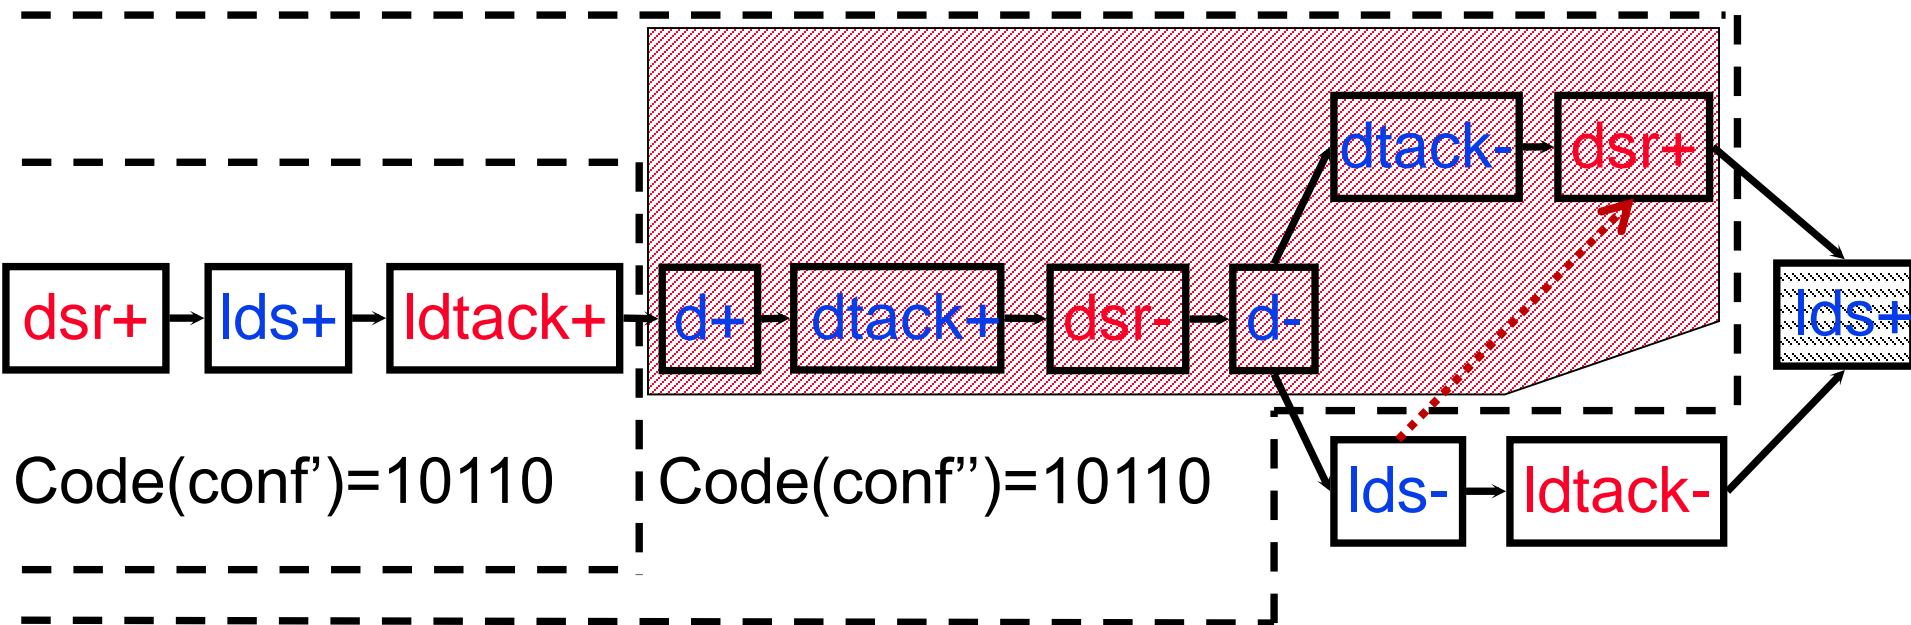 dtack- dsr+
dsr+ lds+ ldtack+ d+ dtack+ dsr- d- lds+
Code(conf’)=10110 Code(conf’’)=10110 lds- ldtack-